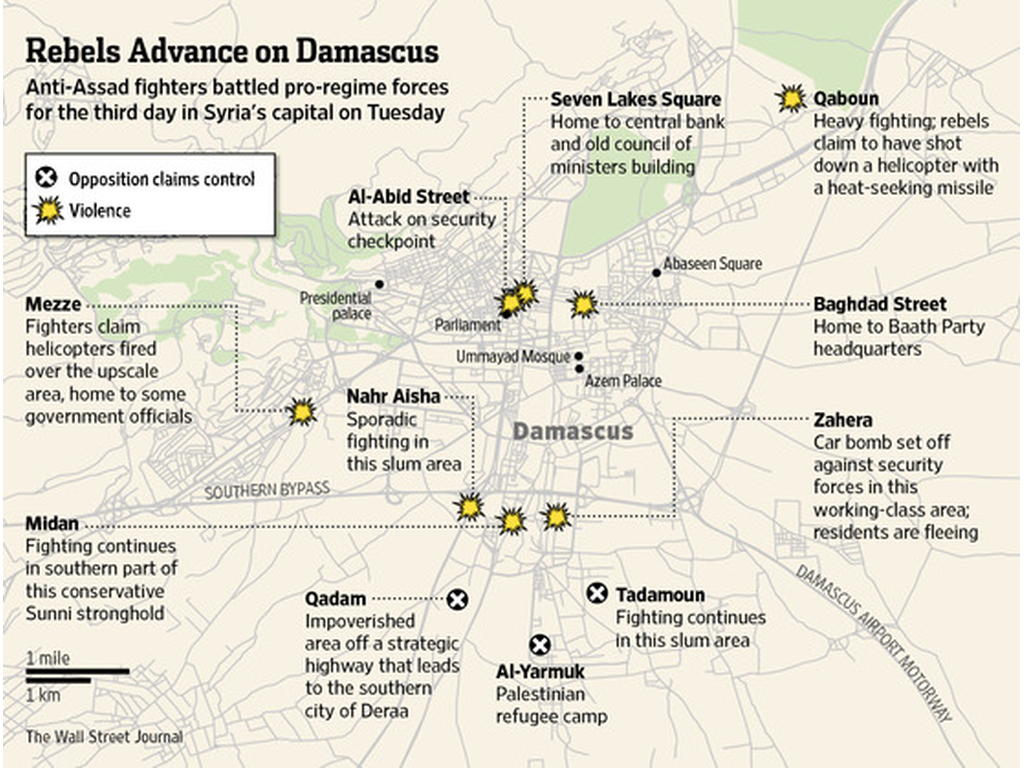 Rebels Advance on Damascus
Anti-Assad fighters battled pro-regime forces
for the third day in Syria's capital on Tuesday
Opposition claims control
Violence
Seven Lakes Square
Home to central bank
and old council of
ministers building
Qaboun
Heavy fighting; rebels
claim to have shot
down a helicopter with
a heat-seeking missile
Al-Abid Street
Attack on security
checkpoint
Abaseen Square
Presidential
palace
Parliament
Mezze
Fighters claim
helicopters fired
over the upscale
area, home to some
government officials
Baghdad Street
Home to Baath Party
headquarters
Ummayad Mosque
Azem Palace
Nahr Aisha
Sporadic
fighting in
this slum area
Damascus
Zahera
Car bomb set off
against security
forces in this
working-class area;
residents are fleeing
SOUTHERN BYPASS
Midan
Fighting continues
in southern part of
this conservative
Sunni stronghold
Qadam
Impoverished
area off a strategic
highway that leads
to the southern
city of Deraa
Tadamoun
Fighting continues
in this slum area
Al-Yarmuk
Palestinian
refugee camp
DAMASCUS AIRPORT MOTORWAY
1 mile
1 km
The Wall Street Journal